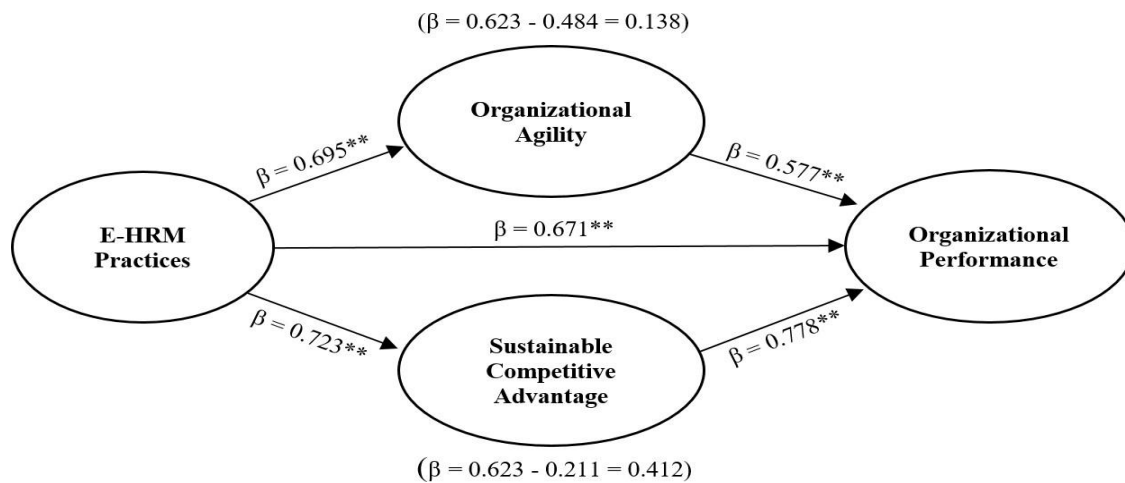 (β = 0.623 - 0.484 = 0.138)
Organizational
Agility
β = 0.695**
β = 0.577**
E-HRM
Practices
β = 0.671**
Organizational
Performance
β = 0.723**
Sustainable
Competitive
Advantage
β = 0.778**
(β = 0.623 - 0.211 = 0.412)